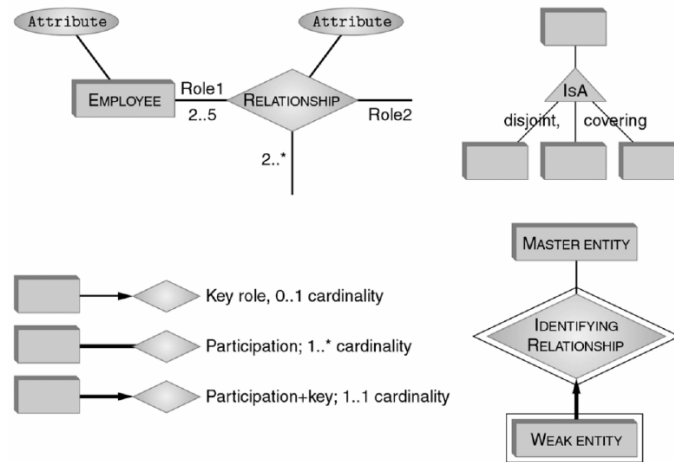 Attribute
Attribute
EMPLOYEE
Role1
2..5
RELATIONSHIP
Role2
2..*
ISA
disjoint,
covering
Key role, 0..1 cardinality
Participation; 1..* cardinality
Participation+key; 1..1 cardinality
MASTER ENTITY
IDENTIFYING
RELATIONSHIP
WEAK ENTITY